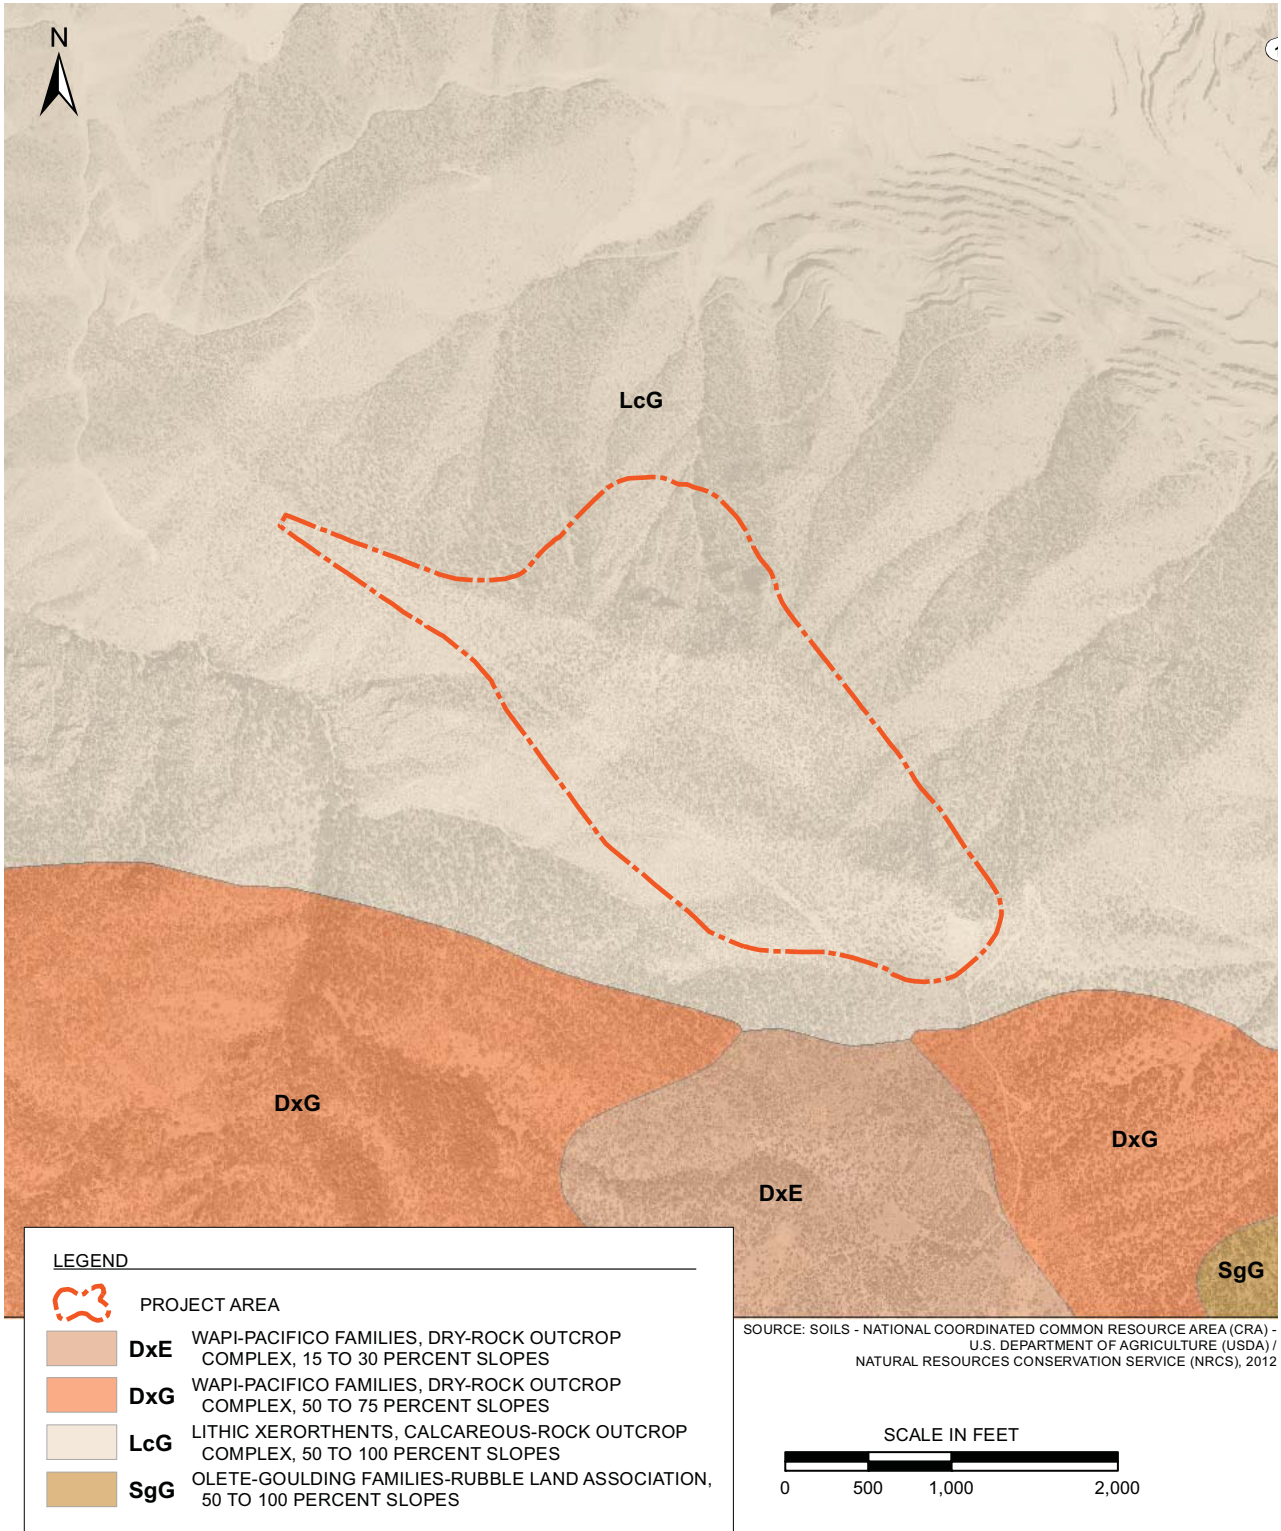 N
LcG
DxG
DxG
DxE
SgG
LEGEND
PROJECT AREA
DxE WAPI-PACIFICO FAMILIES, DRY-ROCK OUTCROP
COMPLEX, 15 TO 30 PERCENT SLOPES
DxG WAPI-PACIFICO FAMILIES, DRY-ROCK OUTCROP
COMPLEX, 50 TO 75 PERCENT SLOPES
LcG LITHIC XERORTHENTS, CALCAREOUS-ROCK OUTCROP
COMPLEX, 50 TO 100 PERCENT SLOPES
SgG OLETE-GOULDING FAMILIES-RUBBLE LAND ASSOCIATION,
50 TO 100 PERCENT SLOPES
SOURCE: SOILS - NATIONAL COORDINATED COMMON RESOURCE AREA (CRA) -
U.S. DEPARTMENT OF AGRICULTURE (USDA) /
NATURAL RESOURCES CONSERVATION SERVICE (NRCS), 2012
SCALE IN FEET
0 500 1,000 2,000